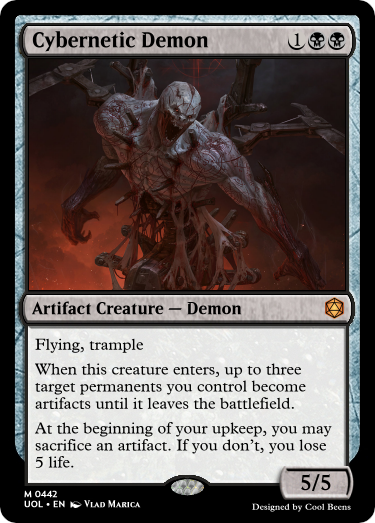 Cybernetic Demon 1
Artifact Creature — Demon
Flying, trample
When this creature enters, up to three
target permanents you control become
artifacts until it leaves the battlefield.
At the beginning of your upkeep, you may
sacrifice an artifact. If you don't, you lose
5 life.
5/5
M 0442
UOL • EN Vlad Marica
Designed by Cool Beens